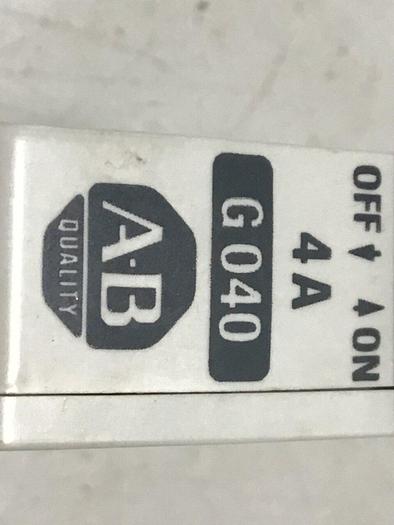 OFF ON
4A
G 040
A·B
QUALITY